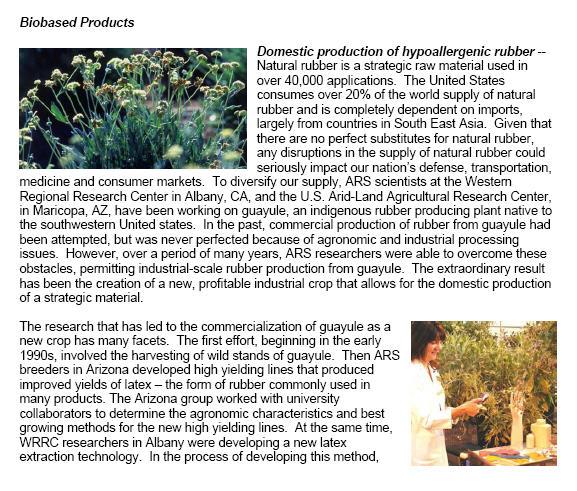 Biobased Products
Domestic production of hypoallergenic rubber --
Natural rubber is a strategic raw material used in
over 40,000 applications.  The United States
consumes over 20% of the world supply of natural
rubber and is completely dependent on imports,
largely from countries in South East Asia.  Given that
there are no perfect substitutes for natural rubber,
any disruptions in the supply of natural rubber could
seriously impact our nation's defense, transportation,
medicine and consumer markets.  To diversify our supply, ARS scientists at the Western
Regional Research Center in Albany, CA, and the U.S. Arid-Land Agricultural Research Center,
in Maricopa, AZ, have been working on guayule, an indigenous rubber producing plant native to
the southwestern United states.  In the past, commercial production of rubber from guayule had
been attempted, but was never perfected because of agronomic and industrial processing
issues.  However, over a period of many years, ARS researchers were able to overcome these
obstacles, permitting industrial-scale rubber production from guayule.  The extraordinary result
has been the creation of a new, profitable industrial crop that allows for the domestic production
of a strategic material.
The research that has led to the commercialization of guayule as a
new crop has many facets.  The first effort, beginning in the early
1990s, involved the harvesting of wild stands of guayule.  Then ARS
breeders in Arizona developed high yielding lines that produced
improved yields of latex – the form of rubber commonly used in
many products. The Arizona group worked with university
collaborators to determine the agronomic characteristics and best
growing methods for the new high yielding lines.  At the same time,
WRRC researchers in Albany were developing a new latex
extraction technology.  In the process of developing this method,